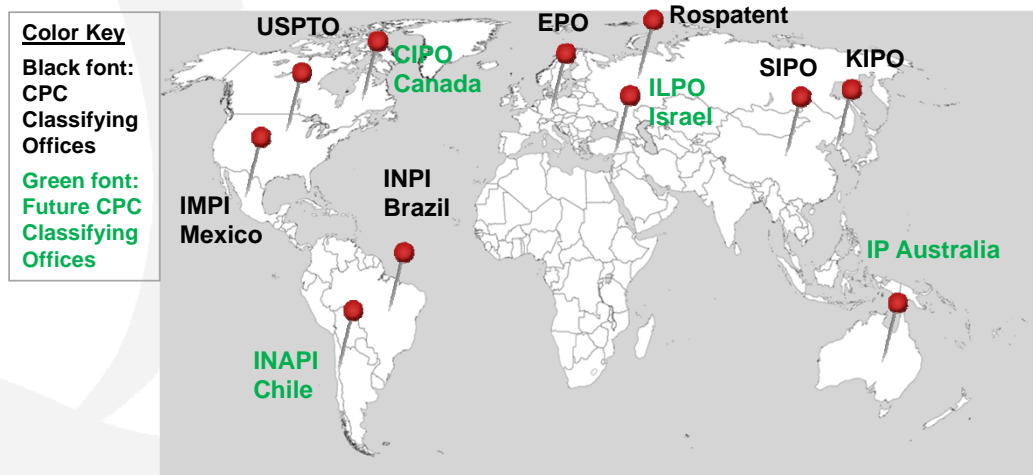 Color Key
Black font:
CPC
Classifying
Offices
Green font:
Future CPC
Classifying
Offices
USPTO
CIPO
Canada
EPO
Rospatent
ILPO
Israel
SIPO
KIPO
IMPI
Mexico
INPI
Brazil
INAPI
Chile
IP Australia